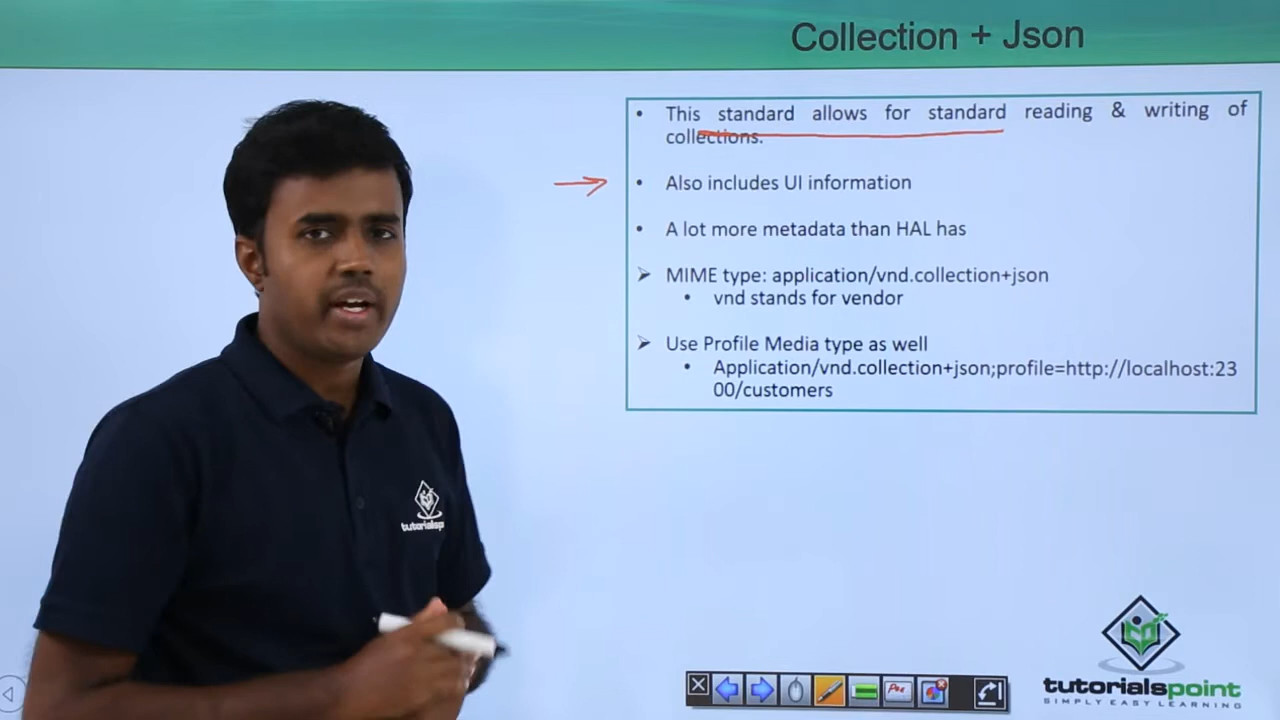 Collection + Json
• This standard allows for standard reading & writing of
collections.
• Also includes UI information
• A lot more metadata than HAL has
➢ MIME type: application/vnd.collection+json
• vnd stands for vendor
➢ Use Profile Media type as well
• Application/vnd.collection+json;profile=http://localhost:23
00/customers
tutorialspoint
SIMPLY EASY LEARNING